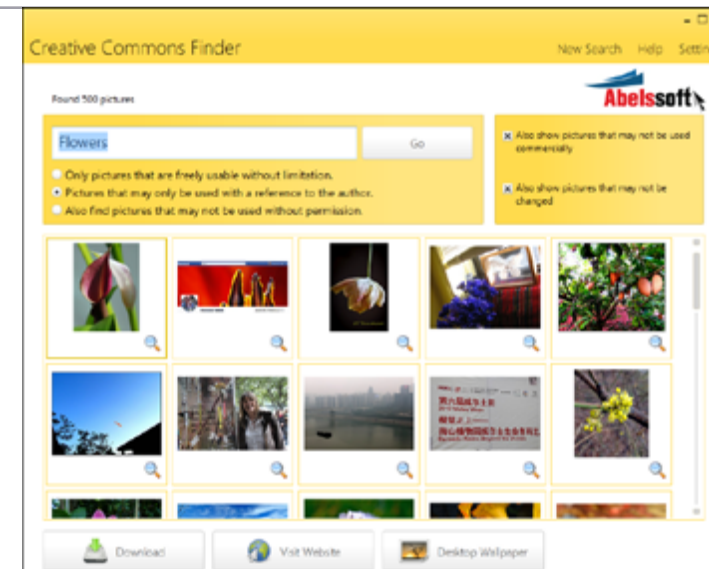 Creative Commons Finder
New Search Help
Abelssoft
Found 500 pictures
Flowers
Go
Only pictures that are freely usable without limitation.
Pictures that may only be used with a reference to the author.
Also find pictures that may not be used without permission.
Also show pictures that may not be used
commercially
Also show pictures that may not be
changed
Download
Visit Website
Desktop Wallpaper